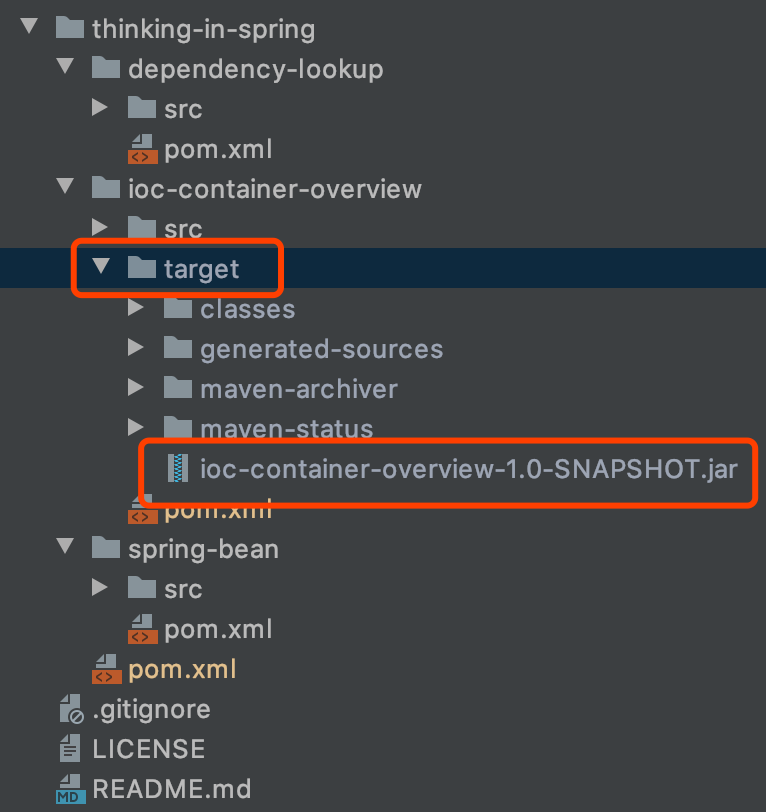 thinking-in-spring
dependency-lookup
src
pom.xml
ioc-container-overview
src
target
classes
generated-sources
maven-archiver
maven-status
ioc-container-overview-1.0-SNAPSHOT.jar
pom.xml
spring-bean
src
pom.xml
pom.xml
.gitignore
LICENSE
MD README.md